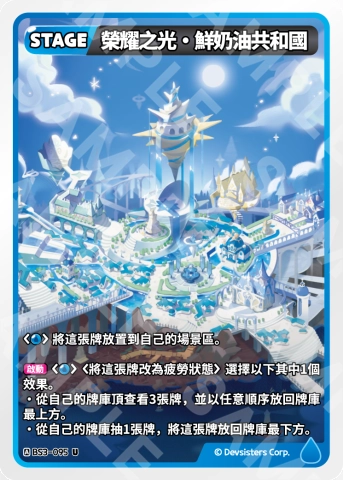 STAGE 榮耀之光・鮮奶油共和國
《💧》將這張牌放置到自己的場景區。
啟動 《💧》《將這張牌改為疲勞狀態》選擇以下其中1個
效果。
・從自己的牌庫頂查看3張牌，並以任意順序放回牌庫
最上方。
・從自己的牌庫抽1張牌，將這張牌放回牌庫最下方。
A BS3-095 U
© Devsisters Corp.
SAMPLE